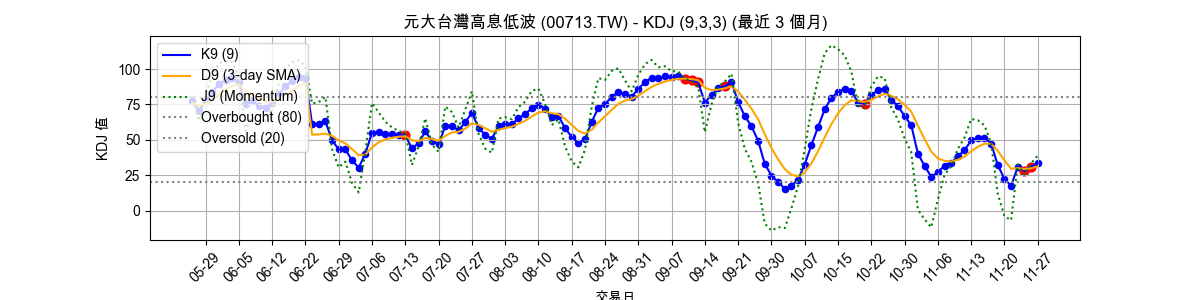 元大台灣高息低波 (00713.TW) - KDJ (9,3,3) (最近 3 個月)
K9 (9)
D9 (3-day SMA)
J9 (Momentum)
Overbought (80)
Oversold (20)
KDJ 值
100
75
50
25
0
05-29 06-05 06-12 06-22 06-29 07-06 07-13 07-20 07-27 08-03 08-10 08-17 08-24 08-31 09-07 09-14 09-21 09-30 10-07 10-15 10-22 10-30 11-06 11-13 11-20 11-27
交易日